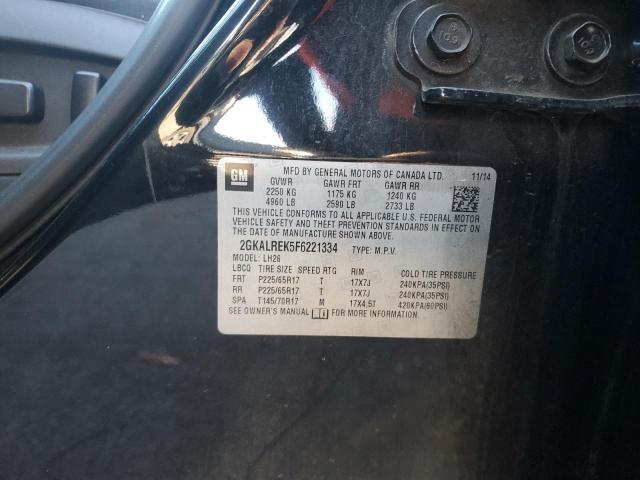 GM
MFD BY GENERAL MOTORS OF CANADA LTD. 11/14
GVWR GAWR FRT GAWR RR
2250 KG 1175 KG 1240 KG
4960 LB 2590 LB 2733 LB
THIS VEHICLE CONFORMS TO ALL APPLICABLE U.S. FEDERAL MOTOR
VEHICLE SAFETY AND THEFT PREVENTION STANDARDS IN EFFECT ON
THE DATE OF MANUFACTURE SHOWN ABOVE.
2GKALREK5F6221334 TYPE: M.P.V.
MODEL: LH26
LBCQ TIRE SIZE SPEED RTG RIM COLD TIRE PRESSURE
FRT P225/65R17 T 17X7J 240KPA(35PSI)
RR P225/65R17 T 17X7J 240KPA(35PSI)
SPA T145/70R17 M 17X4.5T 420KPA(60PSI)
SEE OWNER'S MANUAL FOR MORE INFORMATION.